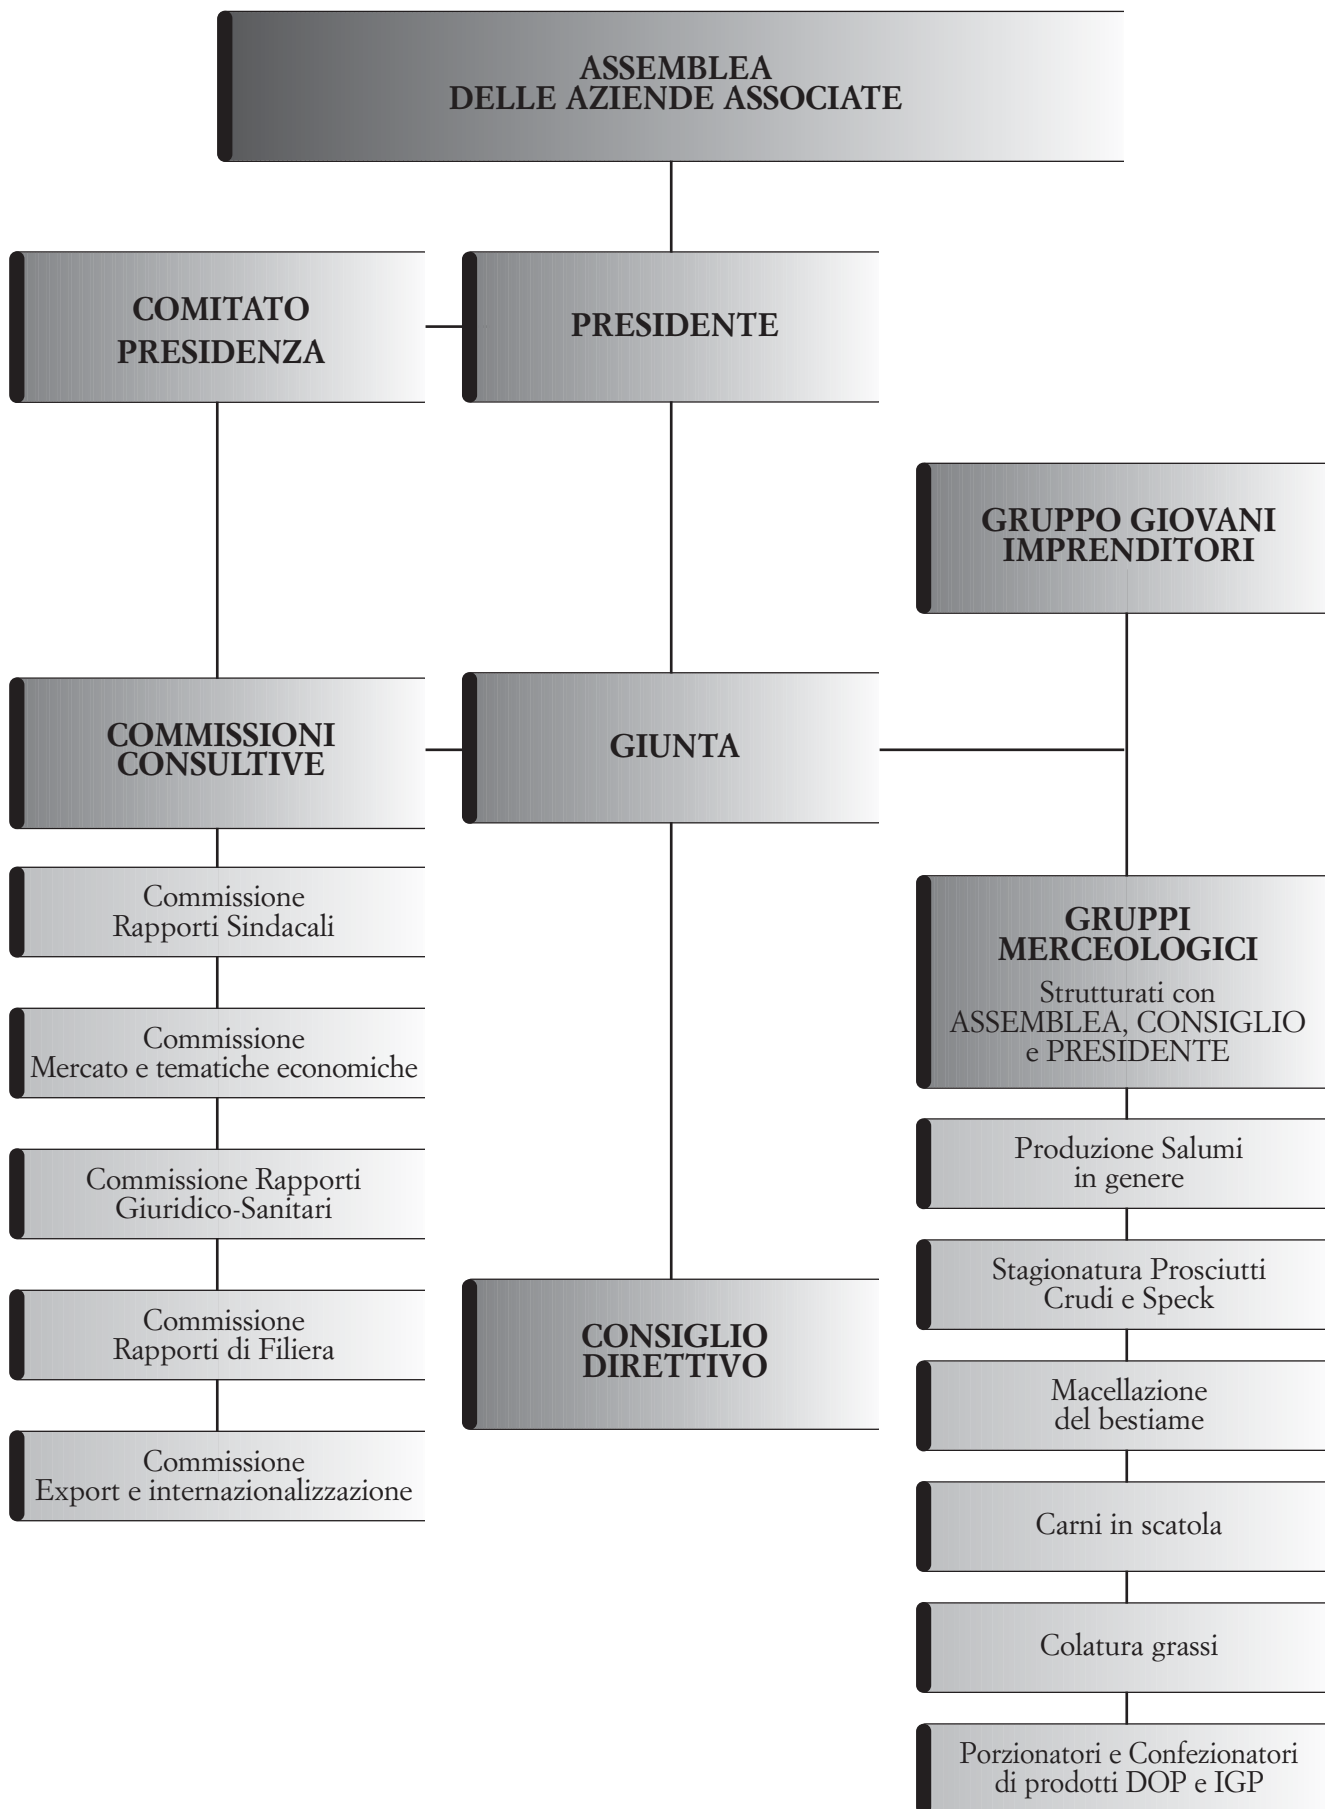 ASSEMBLEA
DELLE AZIENDE ASSOCIATE
COMITATO
PRESIDENZA
PRESIDENTE
GRUPPO GIOVANI
IMPRENDITORI
COMMISSIONI
CONSULTIVE
GIUNTA
Commissione
Rapporti Sindacali
Commissione
Mercato e tematiche economiche
Commissione Rapporti
Giuridico-Sanitari
Commissione
Rapporti di Filiera
Commissione
Export e internazionalizzazione
CONSIGLIO
DIRETTIVO
GRUPPI
MERCEOLOGICI
Strutturati con
ASSEMBLEA, CONSIGLIO
e PRESIDENTE
Produzione Salumi
in genere
Stagionatura Prosciutti
Crudi e Speck
Macellazione
del bestiame
Carni in scatola
Colatura grassi
Porzionatori e Confezionatori
di prodotti DOP e IGP